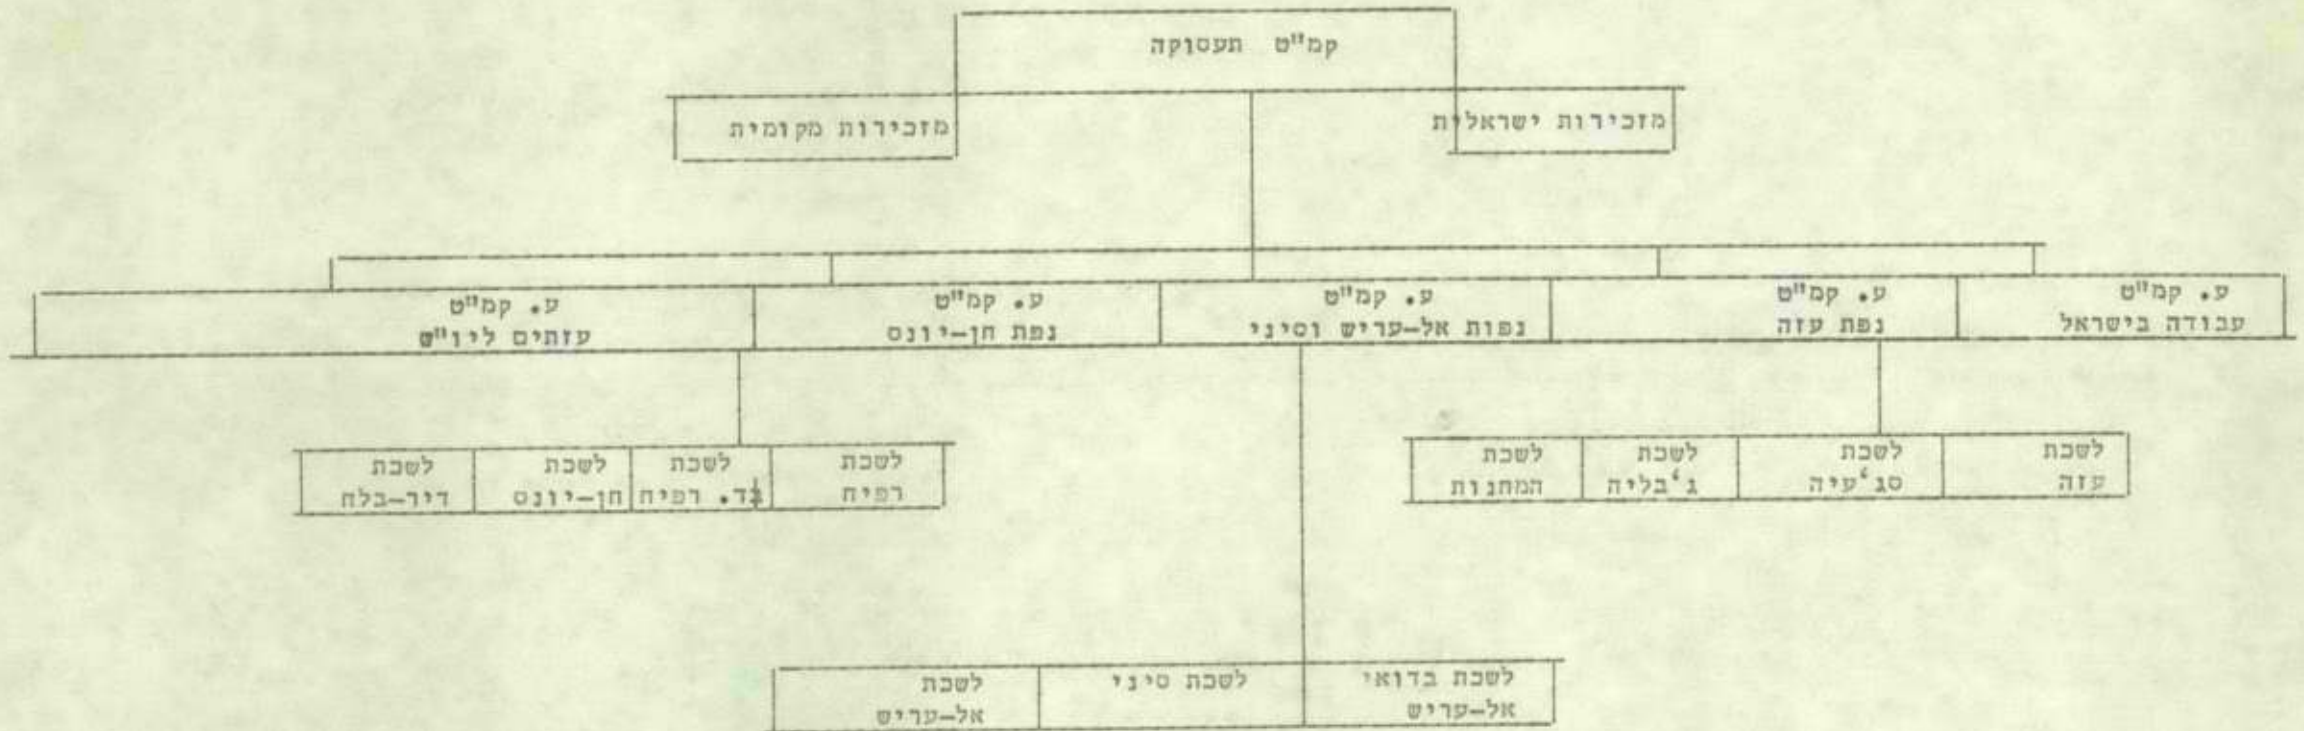 קמ"ט תעסוקה
מזכירות ישראלית
מזכירות מקומית
ע. קמ"ט
עבודה בישראל
ע. קמ"ט
נפת עזה
ע. קמ"ט
נפות אל-עריש וסיני
ע. קמ"ט
נפת חן-יונס
ע. קמ"ט
עזתים ליו"ש
לשכת
עזה
לשכת
סג'עיה
לשכת
ג'בליה
לשכת
המחנות
לשכת
רפיח
לשכת
בד. רפיח
לשכת
חן-יונס
לשכת
דיר-בלח
לשכת בדואי
אל-עריש
לשכת סיני
לשכת
אל-עריש